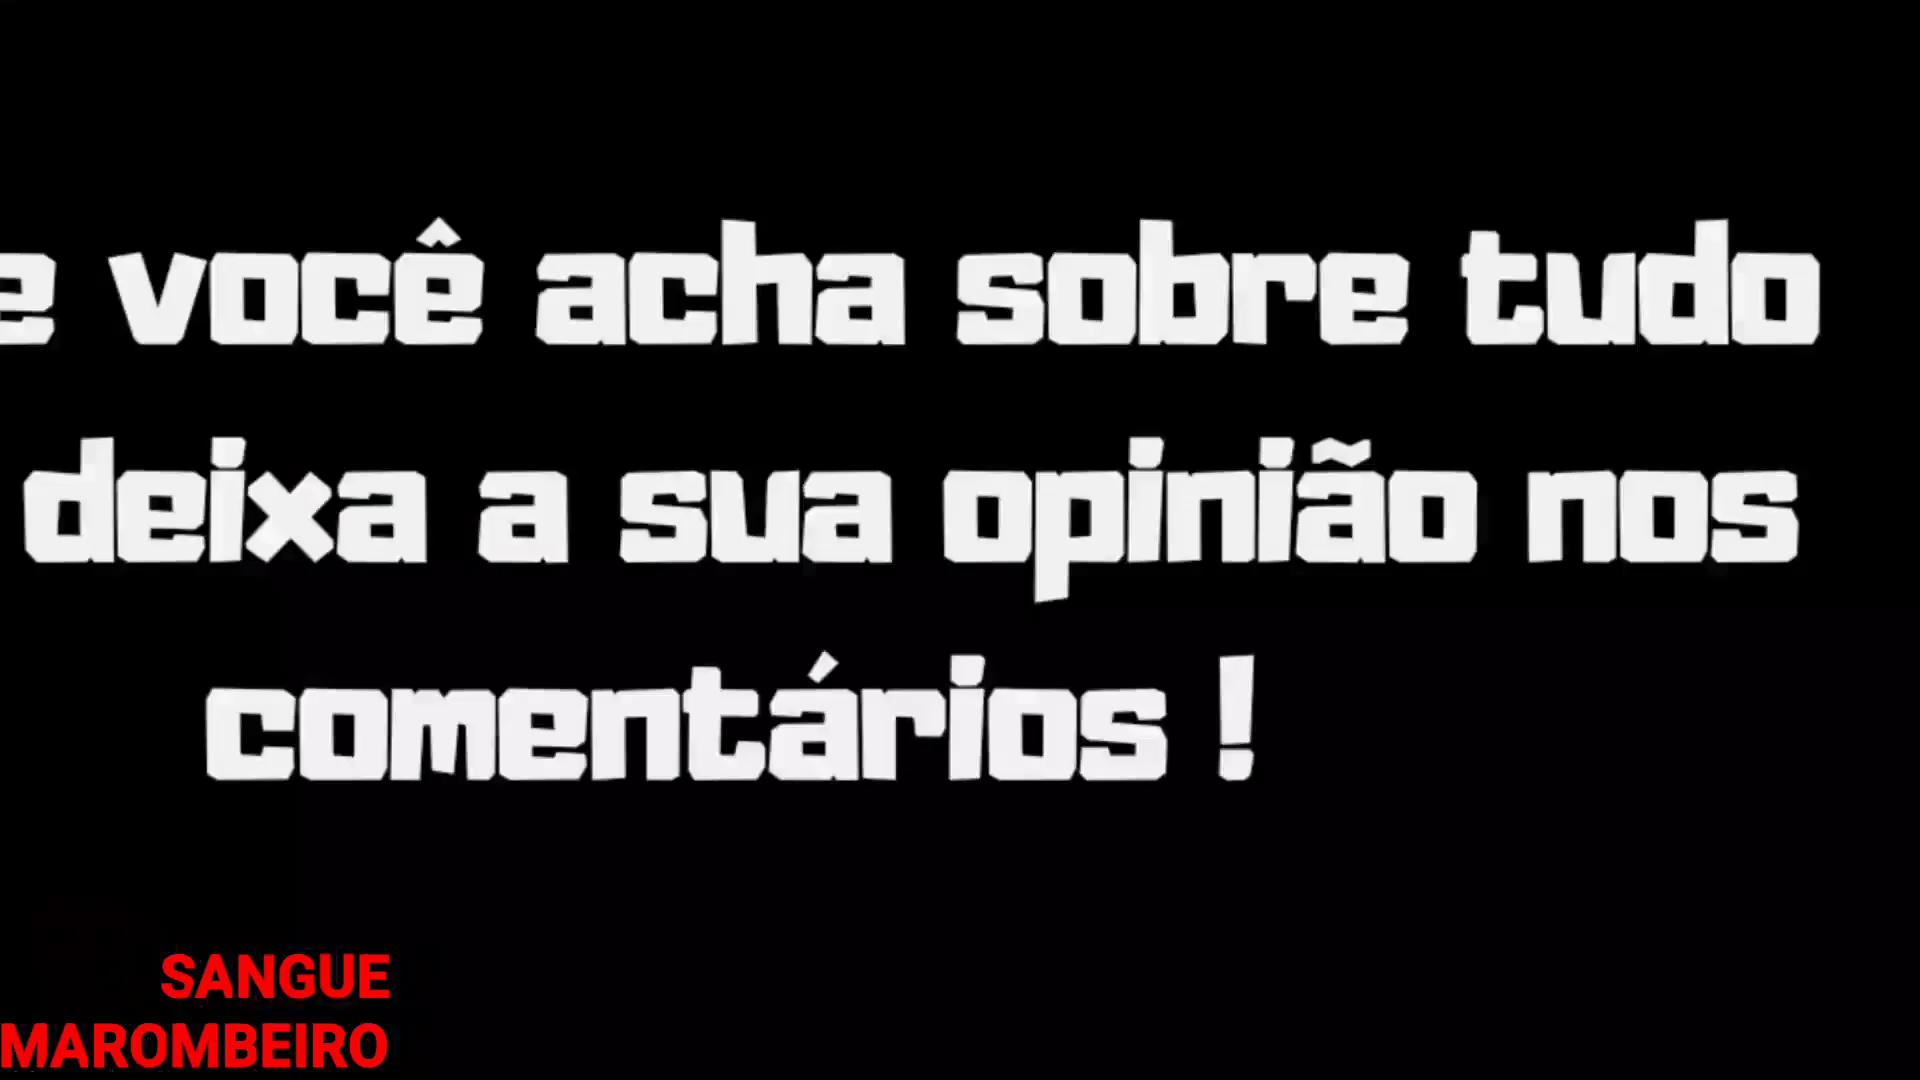 você acha sobre tudo
deixa a sua opinião nos
comentários !
SANGUE
MAROMBEIRO